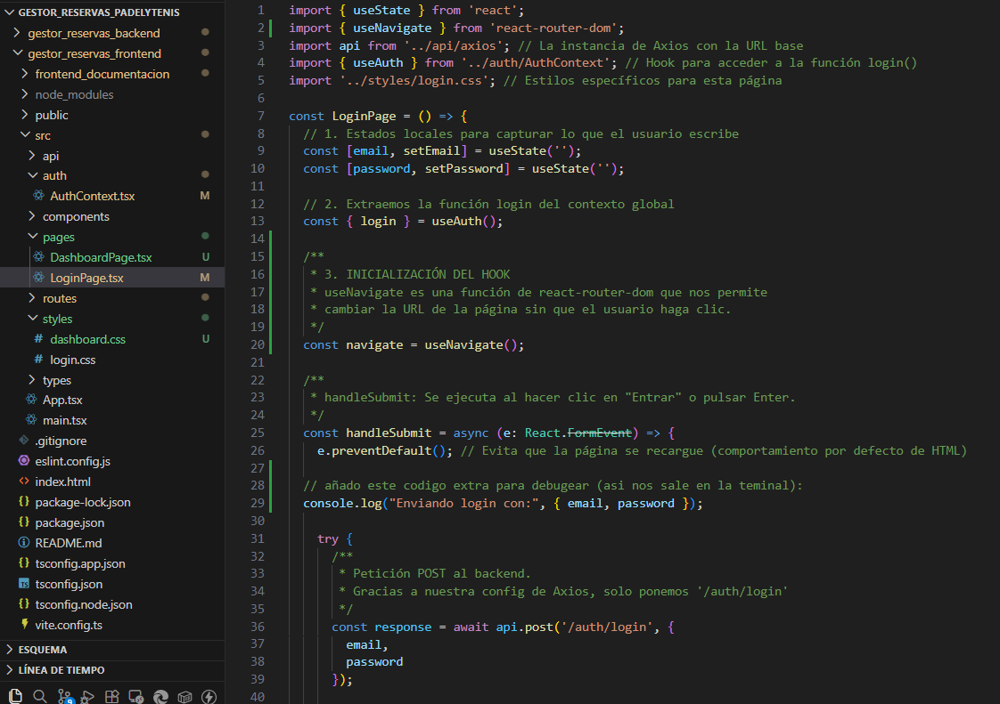 GESTOR_RESERVAS_PADELYTENIS
gestor_reservas_backend
gestor_reservas_frontend
frontend_documentacion
node_modules
public
src
api
auth
AuthContext.tsx M
components
pages
DashboardPage.tsx U
LoginPage.tsx M
routes
styles
# dashboard.css U
# login.css
types
App.tsx
main.tsx
.gitignore
eslint.config.js
<> index.html
{} package-lock.json
{} package.json
README.md
{} tsconfig.app.json
TS tsconfig.json
{} tsconfig.node.json
vite.config.ts
ESQUEMA
LÍNEA DE TIEMPO
9
1 import { useState } from 'react';
2 import { useNavigate } from 'react-router-dom';
3 import api from '../api/axios'; // La instancia de Axios con la URL base
4 import { useAuth } from '../auth/AuthContext'; // Hook para acceder a la función login()
5 import '../styles/login.css'; // Estilos específicos para esta página
6
7 const LoginPage = () => {
8 // 1. Estados locales para capturar lo que el usuario escribe
9 const [email, setEmail] = useState('');
10 const [password, setPassword] = useState('');
11
12 // 2. Extraemos la función login del contexto global
13 const { login } = useAuth();
14
15 /**
16 * 3. INICIALIZACIÓN DEL HOOK
17 * useNavigate es una función de react-router-dom que nos permite
18 * cambiar la URL de la página sin que el usuario haga clic.
19 */
20 const navigate = useNavigate();
21
22 /**
23 * handleSubmit: Se ejecuta al hacer clic en "Entrar" o pulsar Enter.
24 */
25 const handleSubmit = async (e: React.FormEvent) => {
26 e.preventDefault(); // Evita que la página se recargue (comportamiento por defecto de HTML)
27
28 // añado este codigo extra para debugear (asi nos sale en la teminal):
29 console.log("Enviando login con:", { email, password });
30
31 try {
32 /**
33 * Petición POST al backend.
34 * Gracias a nuestra config de Axios, solo ponemos '/auth/login'
35 */
36 const response = await api.post('/auth/login', {
37 email,
38 password
39 });
40